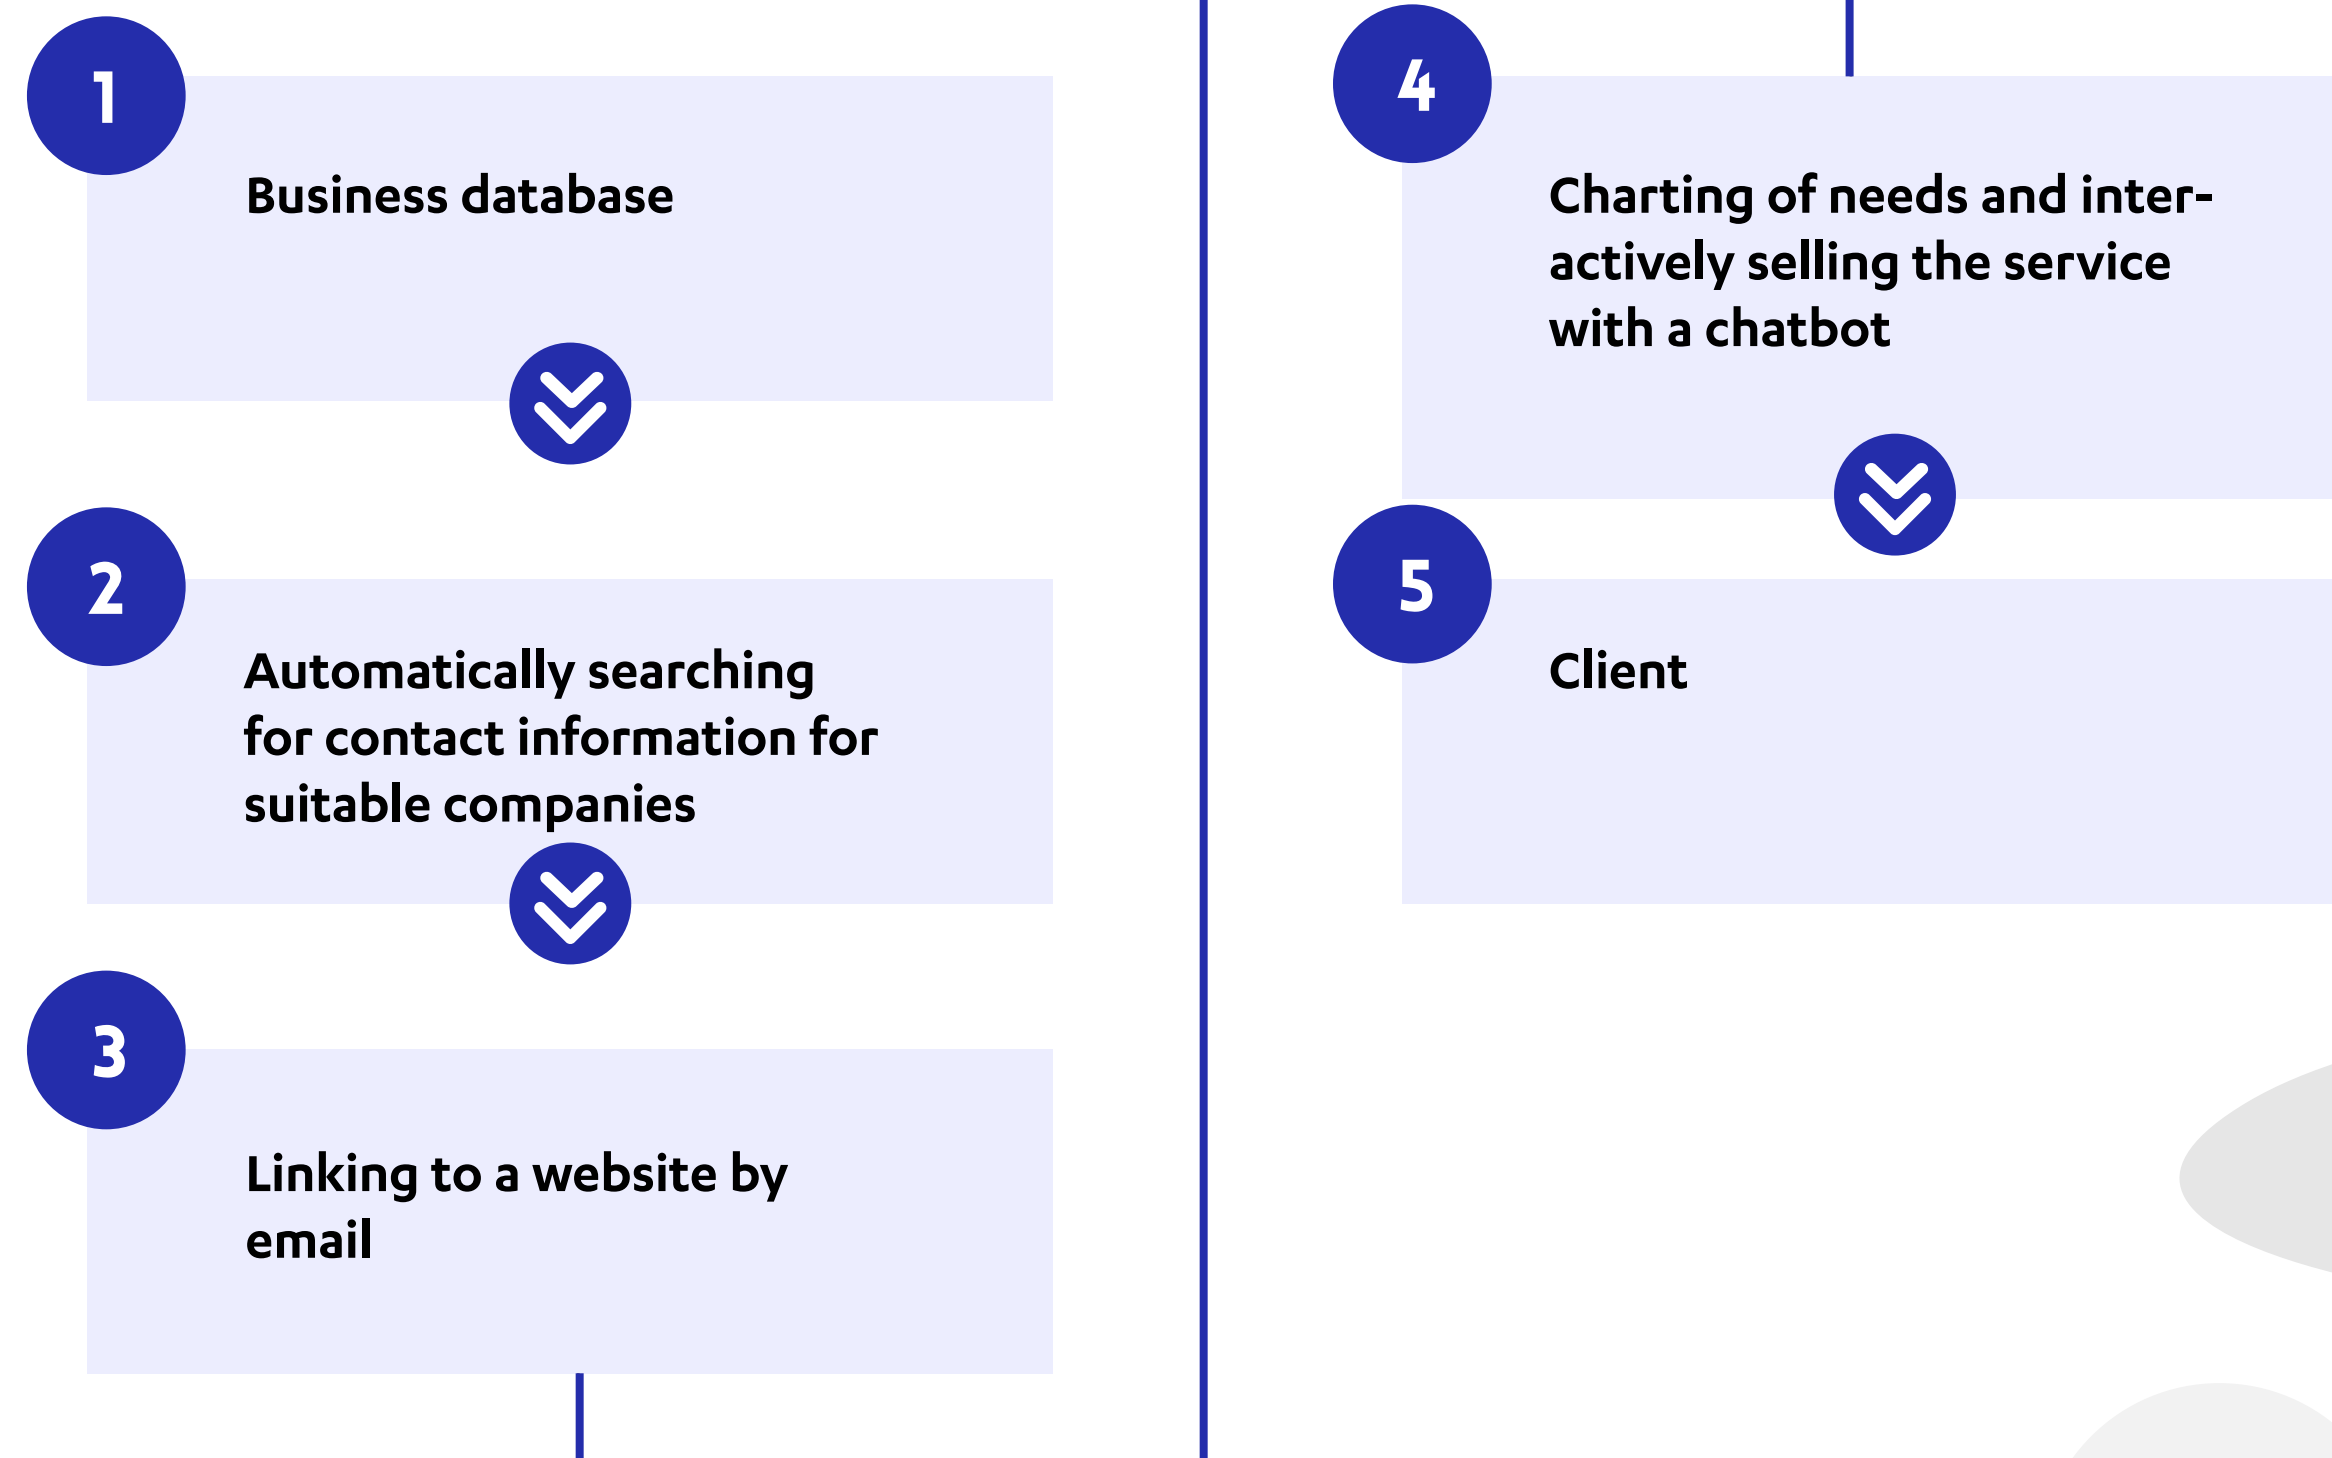 1
Business database
2
Automatically searching
for contact information for
suitable companies
3
Linking to a website by
email
4
Charting of needs and inter-
actively selling the service
with a chatbot
5
Client